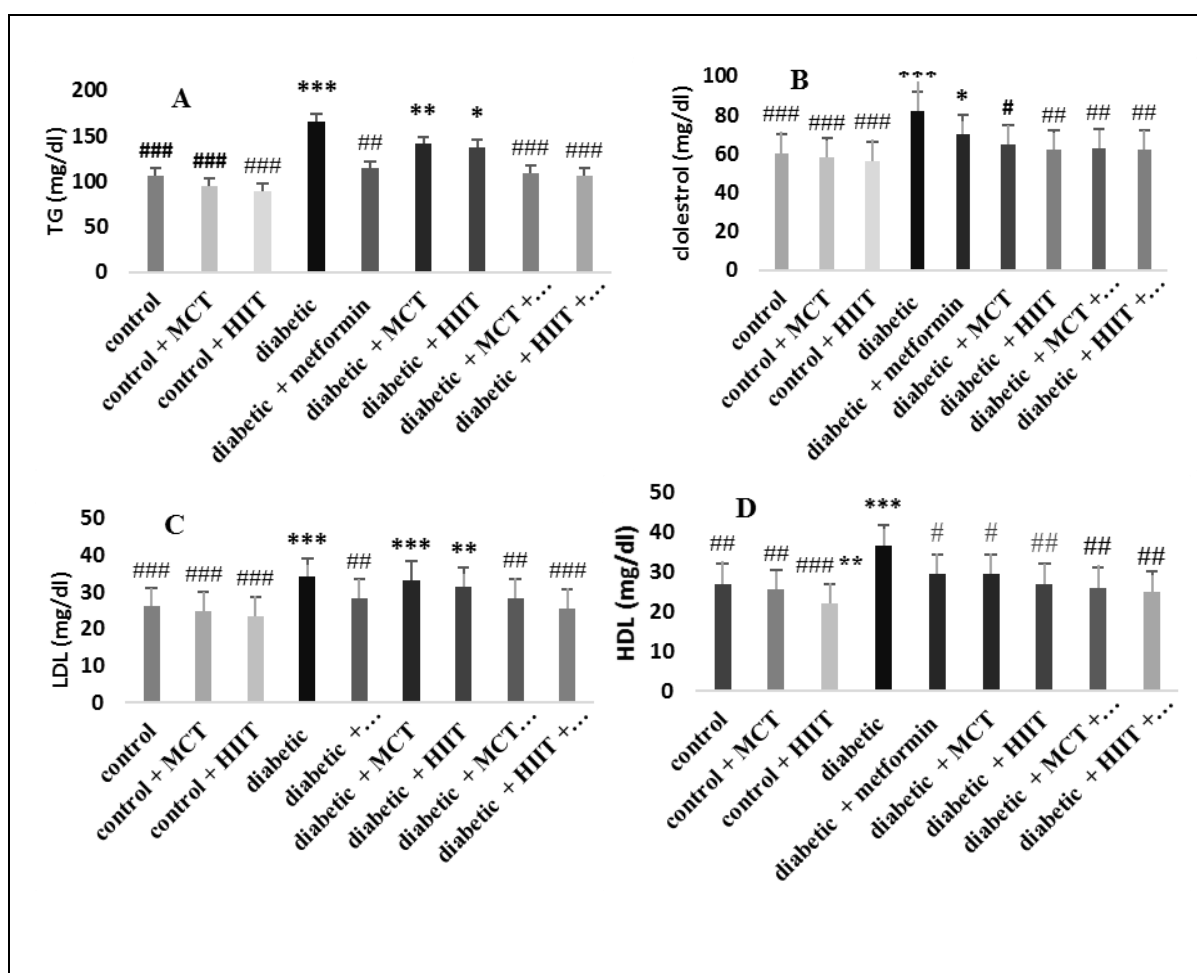 A
TG (mg/dl)
200
150
100
50
0
###
###
###
***
##
**
*
###
###
control
control + MCT
control + HIIT
diabetic
diabetic + metformin
diabetic + MCT
diabetic + HIIT
diabetic + MCT +...
diabetic + HIIT +...
B
clolestrol (mg/dl)
100
80
60
40
20
0
###
###
###
***
*
#
##
##
##
control
control + MCT
control + HIIT
diabetic
diabetic + metformin
diabetic + MCT
diabetic + HIIT
diabetic + MCT +...
diabetic + HIIT +...
C
LDL (mg/dl)
50
40
30
20
10
0
###
###
###
***
##
***
**
##
###
control
control + MCT
control + HIIT
diabetic
diabetic +...
diabetic + MCT
diabetic + HIIT
diabetic + MCT...
diabetic + HIIT +...
D
HDL (mg/dl)
50
40
30
20
10
0
##
##
### **
***
#
#
##
##
##
control
control + MCT
control + HIIT
diabetic
diabetic + metformin
diabetic + MCT
diabetic + HIIT
diabetic + MCT +...
diabetic + HIIT +...